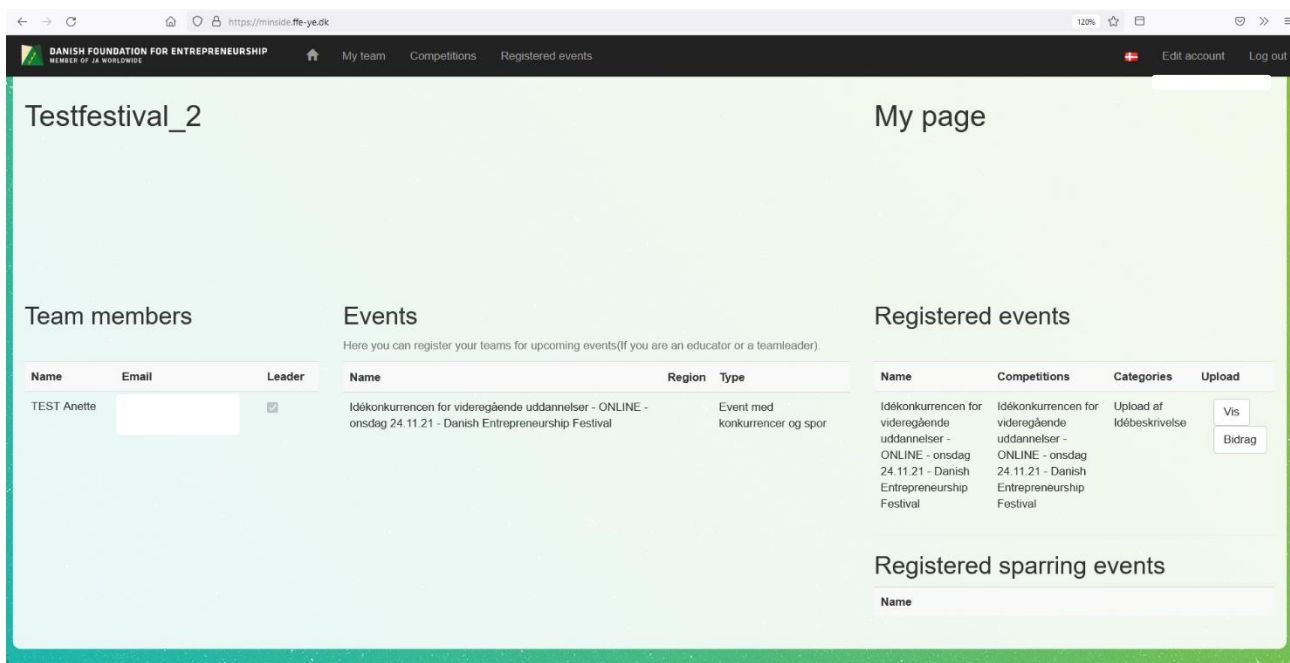 https://minside.ffe-ye.dk
120%
DANISH FOUNDATION FOR ENTREPRENEURSHIP
MEMBER OF JA WORLDWIDE
My team
Competitions
Registered events
Edit account
Log out
Testfestival_2
My page
Team members
Name Email Leader
TEST Anette
Events
Here you can register your teams for upcoming events(If you are an educator or a teamleader).
Name Region Type
Idékonkurrencen for videregående uddannelser - ONLINE -
onsdag 24.11.21 - Danish Entrepreneurship Festival
Event med
konkurrencer og spor
Registered events
Name Competitions Categories Upload
Idékonkurrencen for
videregående
uddannelser -
ONLINE - onsdag
24.11.21 - Danish
Entrepreneurship
Festival
Idékonkurrencen for
videregående
uddannelser -
ONLINE - onsdag
24.11.21 - Danish
Entrepreneurship
Festival
Upload af
Idébeskrivelse
Vis
Bidrag
Registered sparring events
Name